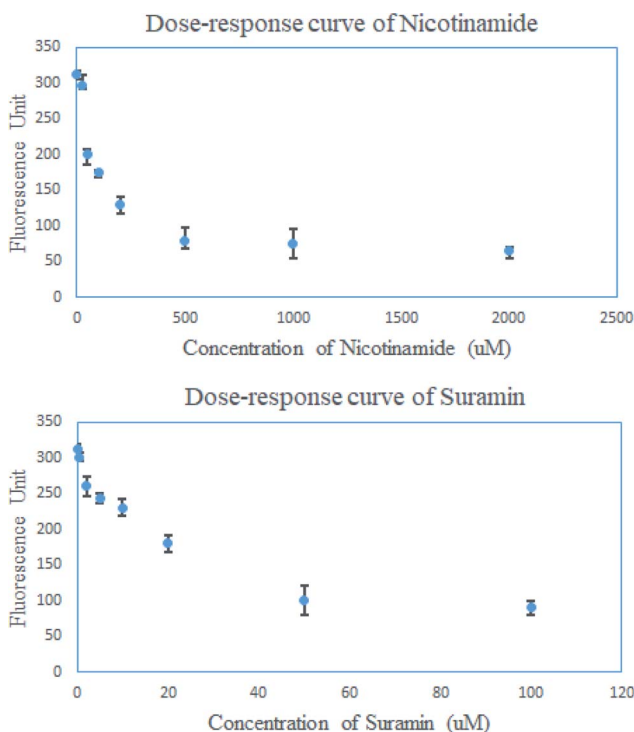 Dose-response curve of Nicotinamide
350
300
250
200
150
100
50
0
Fluorescence Unit
0 500 1000 1500 2000 2500
Concentration of Nicotinamide (uM)
Dose-response curve of Suramin
350
300
250
200
150
100
50
0
Fluorescence Unit
0 20 40 60 80 100 120
Concentration of Suramin (uM)